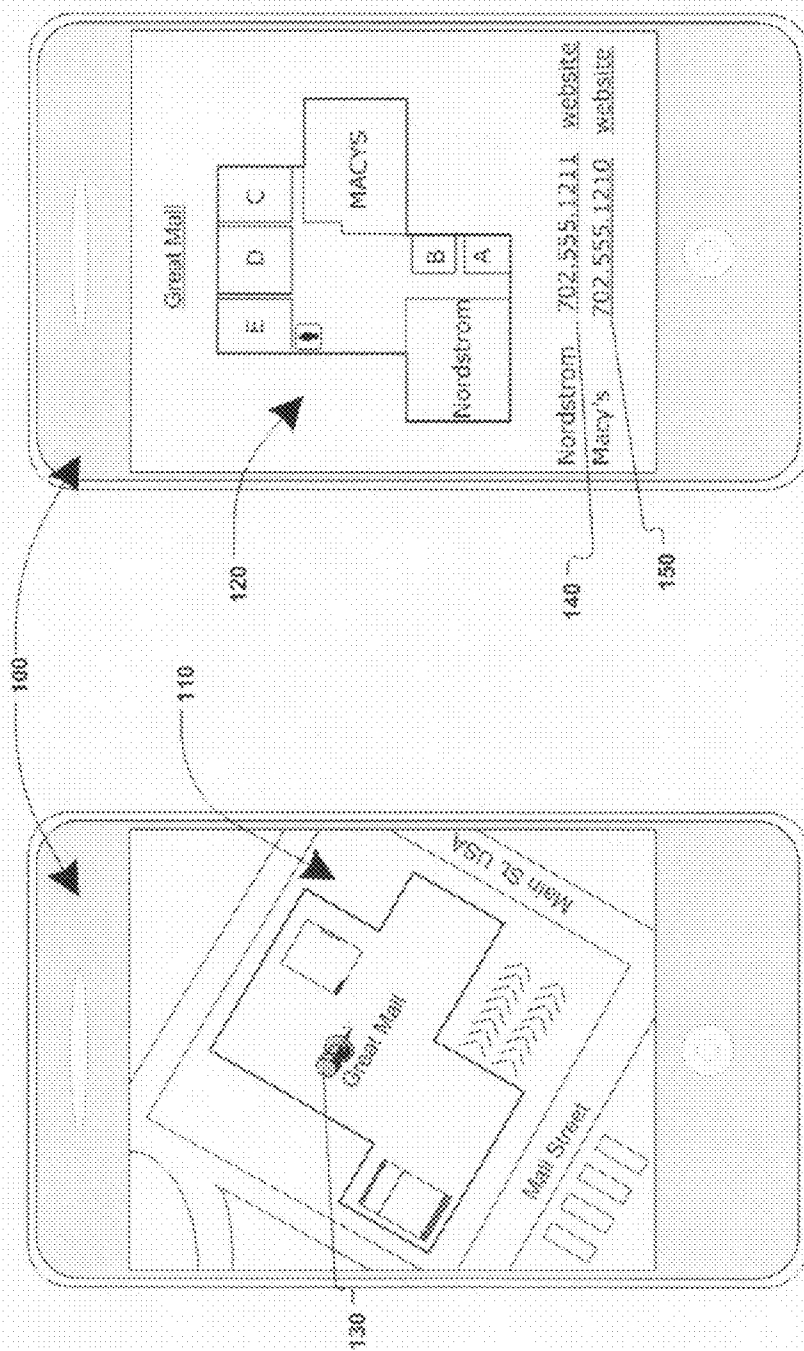 100
110
120
130
140
150
Great Mall
Mall Street
Main St. USA
Great Mall
E D C
MACYS
Nordstrom
B
A
Nordstrom 702.555.1211 website
Macy's 702.555.1210 website